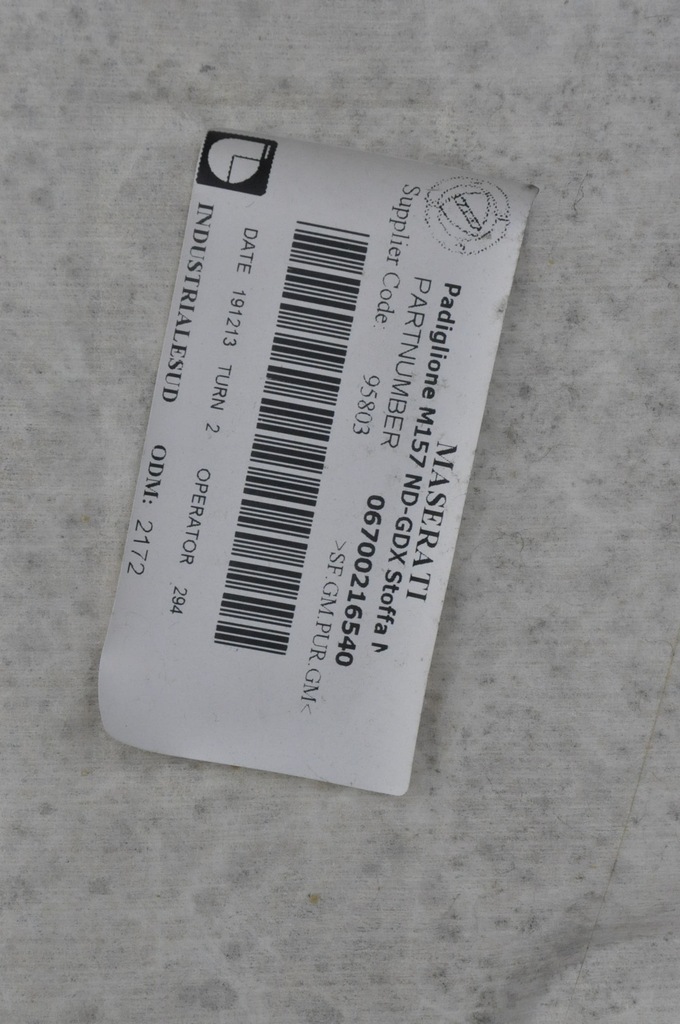 MASERATI
Padiglione M157 ND-GDX Stoffa N
PARTNUMBER 06700216540
Supplier Code: 95803 >SF.GM.PUR.GM<
DATE 191213 TURN 2 OPERATOR 294
INDUSTRIALESUD ODM: 2172